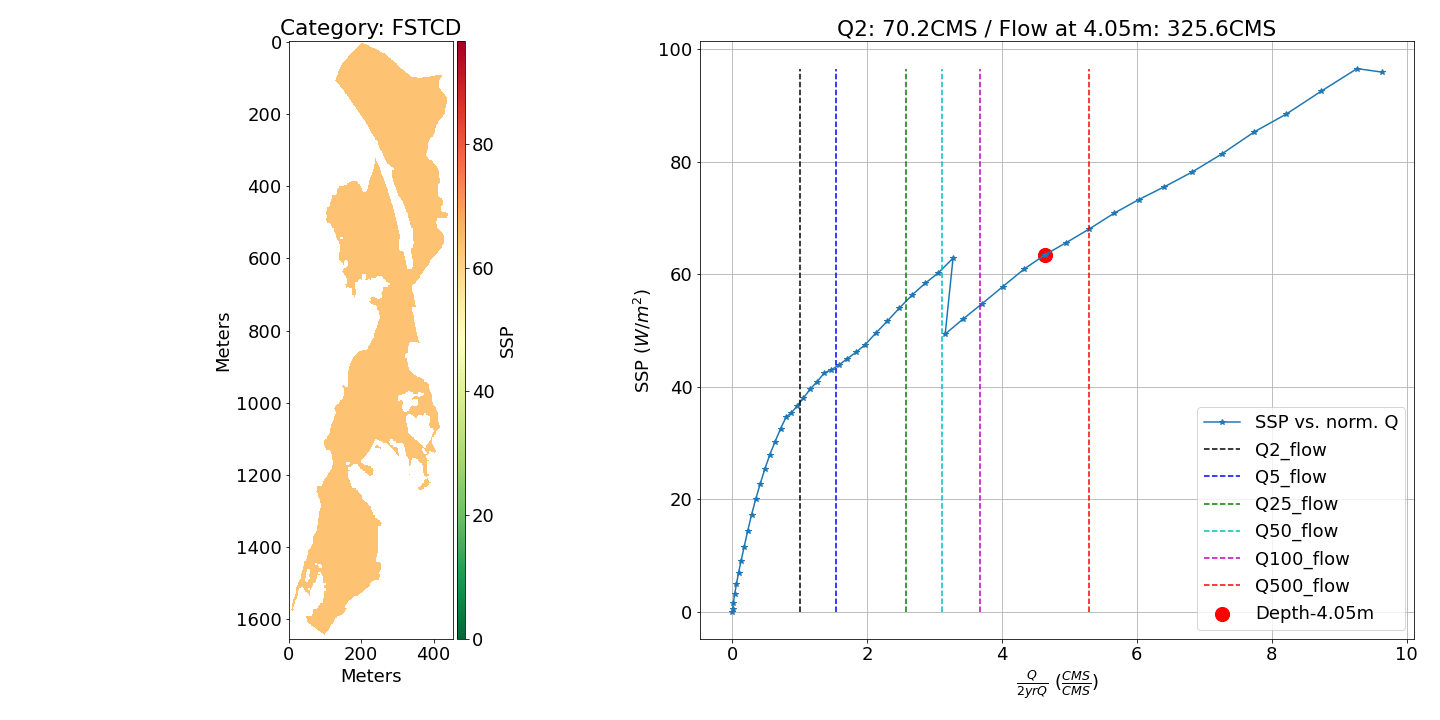 Category: FSTCD
0
200
400
600
800
1000
1200
1400
1600
Meters
0
200
400
Meters
80
60
40
20
0
SSP
Q2: 70.2CMS / Flow at 4.05m: 325.6CMS
100
80
60
40
20
0
SSP (W/m²)
0
2
4
6
8
10
Q/2yrQ (CMS/CMS)
SSP vs. norm. Q
Q2_flow
Q5_flow
Q25_flow
Q50_flow
Q100_flow
Q500_flow
Depth-4.05m